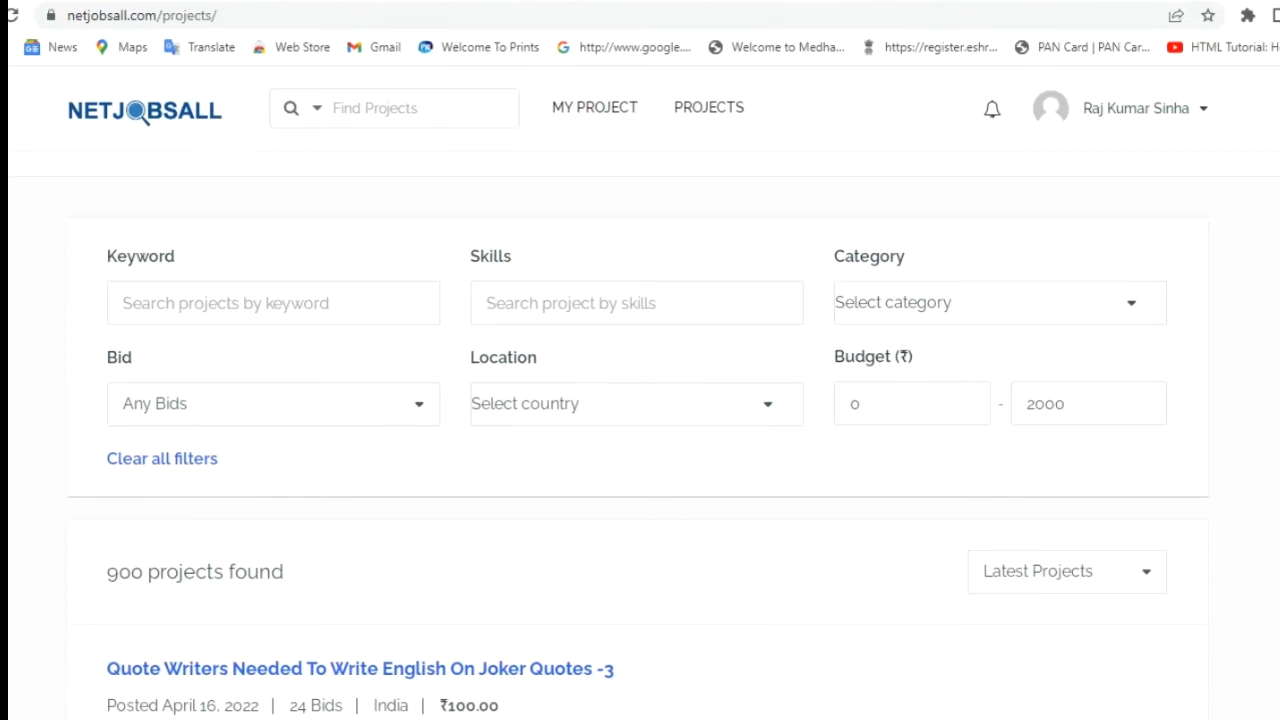 netjobsall.com/projects/
News Maps Translate Web Store Gmail Welcome To Prints http://www.google.... Welcome to Medha... https://register.eshr... PAN Card | PAN Car... HTML Tutorial:
NETJOBSALL Find Projects MY PROJECT PROJECTS Raj Kumar Sinha
Keyword Skills Category
Search projects by keyword Search project by skills Select category
Bid Location Budget (₹)
Any Bids Select country 0 - 2000
Clear all filters
900 projects found Latest Projects
Quote Writers Needed To Write English On Joker Quotes -3
Posted April 16, 2022 | 24 Bids | India | ₹100.00